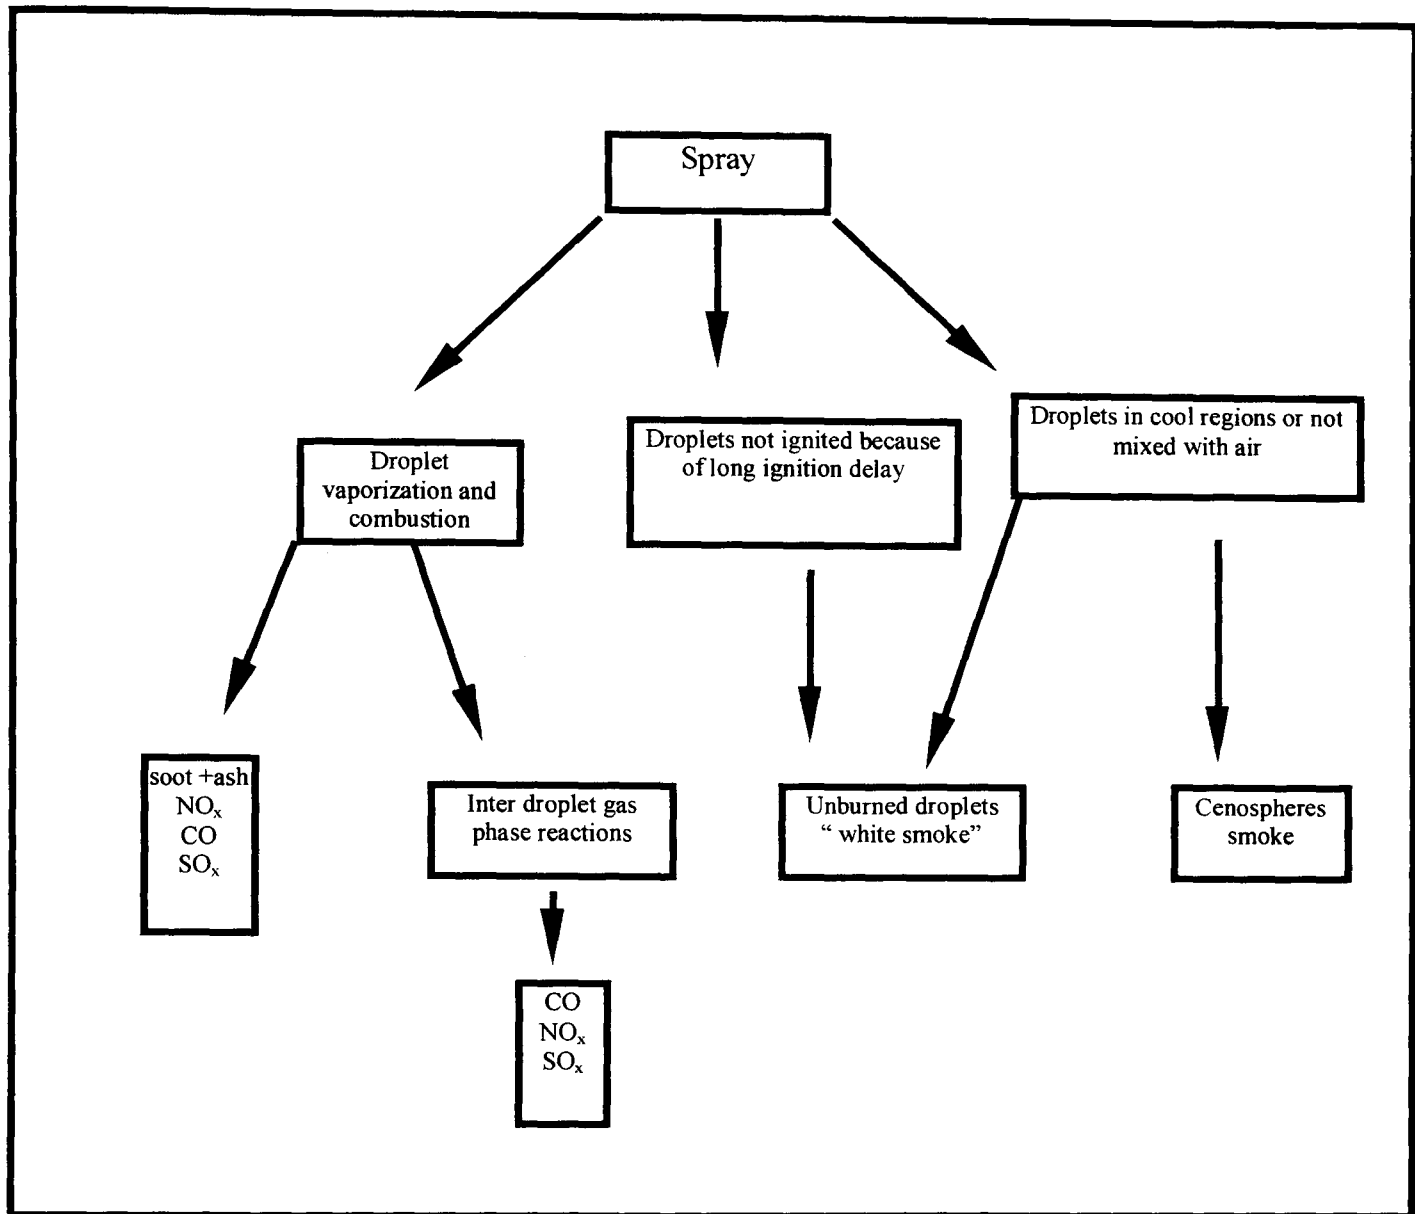 Spray
Droplet
vaporization and
combustion
Droplets not ignited because
of long ignition delay
Droplets in cool regions or not
mixed with air
soot +ash
NOₓ
CO
SOₓ
Inter droplet gas
phase reactions
Unburned droplets
“ white smoke”
Cenospheres
smoke
CO
NOₓ
SOₓ